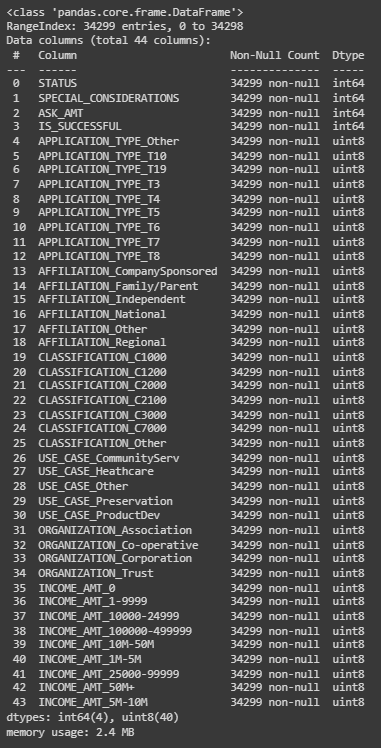 <class 'pandas.core.frame.DataFrame'>
RangeIndex: 34299 entries, 0 to 34298
Data columns (total 44 columns):
 #   Column                        Non-Null Count  Dtype
---  ------                        --------------  -----
 0   STATUS                        34299 non-null  int64
 1   SPECIAL_CONSIDERATIONS        34299 non-null  int64
 2   ASK_AMT                       34299 non-null  int64
 3   IS_SUCCESSFUL                 34299 non-null  int64
 4   APPLICATION_TYPE_Other        34299 non-null  uint8
 5   APPLICATION_TYPE_T10          34299 non-null  uint8
 6   APPLICATION_TYPE_T19          34299 non-null  uint8
 7   APPLICATION_TYPE_T3           34299 non-null  uint8
 8   APPLICATION_TYPE_T4           34299 non-null  uint8
 9   APPLICATION_TYPE_T5           34299 non-null  uint8
 10  APPLICATION_TYPE_T6           34299 non-null  uint8
 11  APPLICATION_TYPE_T7           34299 non-null  uint8
 12  APPLICATION_TYPE_T8           34299 non-null  uint8
 13  AFFILIATION_CompanySponsored  34299 non-null  uint8
 14  AFFILIATION_Family/Parent     34299 non-null  uint8
 15  AFFILIATION_Independent       34299 non-null  uint8
 16  AFFILIATION_National          34299 non-null  uint8
 17  AFFILIATION_Other             34299 non-null  uint8
 18  AFFILIATION_Regional          34299 non-null  uint8
 19  CLASSIFICATION_C1000          34299 non-null  uint8
 20  CLASSIFICATION_C1200          34299 non-null  uint8
 21  CLASSIFICATION_C2000          34299 non-null  uint8
 22  CLASSIFICATION_C2100          34299 non-null  uint8
 23  CLASSIFICATION_C3000          34299 non-null  uint8
 24  CLASSIFICATION_C7000          34299 non-null  uint8
 25  CLASSIFICATION_Other          34299 non-null  uint8
 26  USE_CASE_CommunityServ        34299 non-null  uint8
 27  USE_CASE_Heathcare            34299 non-null  uint8
 28  USE_CASE_Other                34299 non-null  uint8
 29  USE_CASE_Preservation         34299 non-null  uint8
 30  USE_CASE_ProductDev           34299 non-null  uint8
 31  ORGANIZATION_Association      34299 non-null  uint8
 32  ORGANIZATION_Co-operative     34299 non-null  uint8
 33  ORGANIZATION_Corporation      34299 non-null  uint8
 34  ORGANIZATION_Trust            34299 non-null  uint8
 35  INCOME_AMT_0                  34299 non-null  uint8
 36  INCOME_AMT_1-9999             34299 non-null  uint8
 37  INCOME_AMT_10000-24999        34299 non-null  uint8
 38  INCOME_AMT_100000-499999      34299 non-null  uint8
 39  INCOME_AMT_10M-50M            34299 non-null  uint8
 40  INCOME_AMT_1M-5M              34299 non-null  uint8
 41  INCOME_AMT_25000-99999        34299 non-null  uint8
 42  INCOME_AMT_50M+               34299 non-null  uint8
 43  INCOME_AMT_5M-10M             34299 non-null  uint8
dtypes: int64(4), uint8(40)
memory usage: 2.4 MB